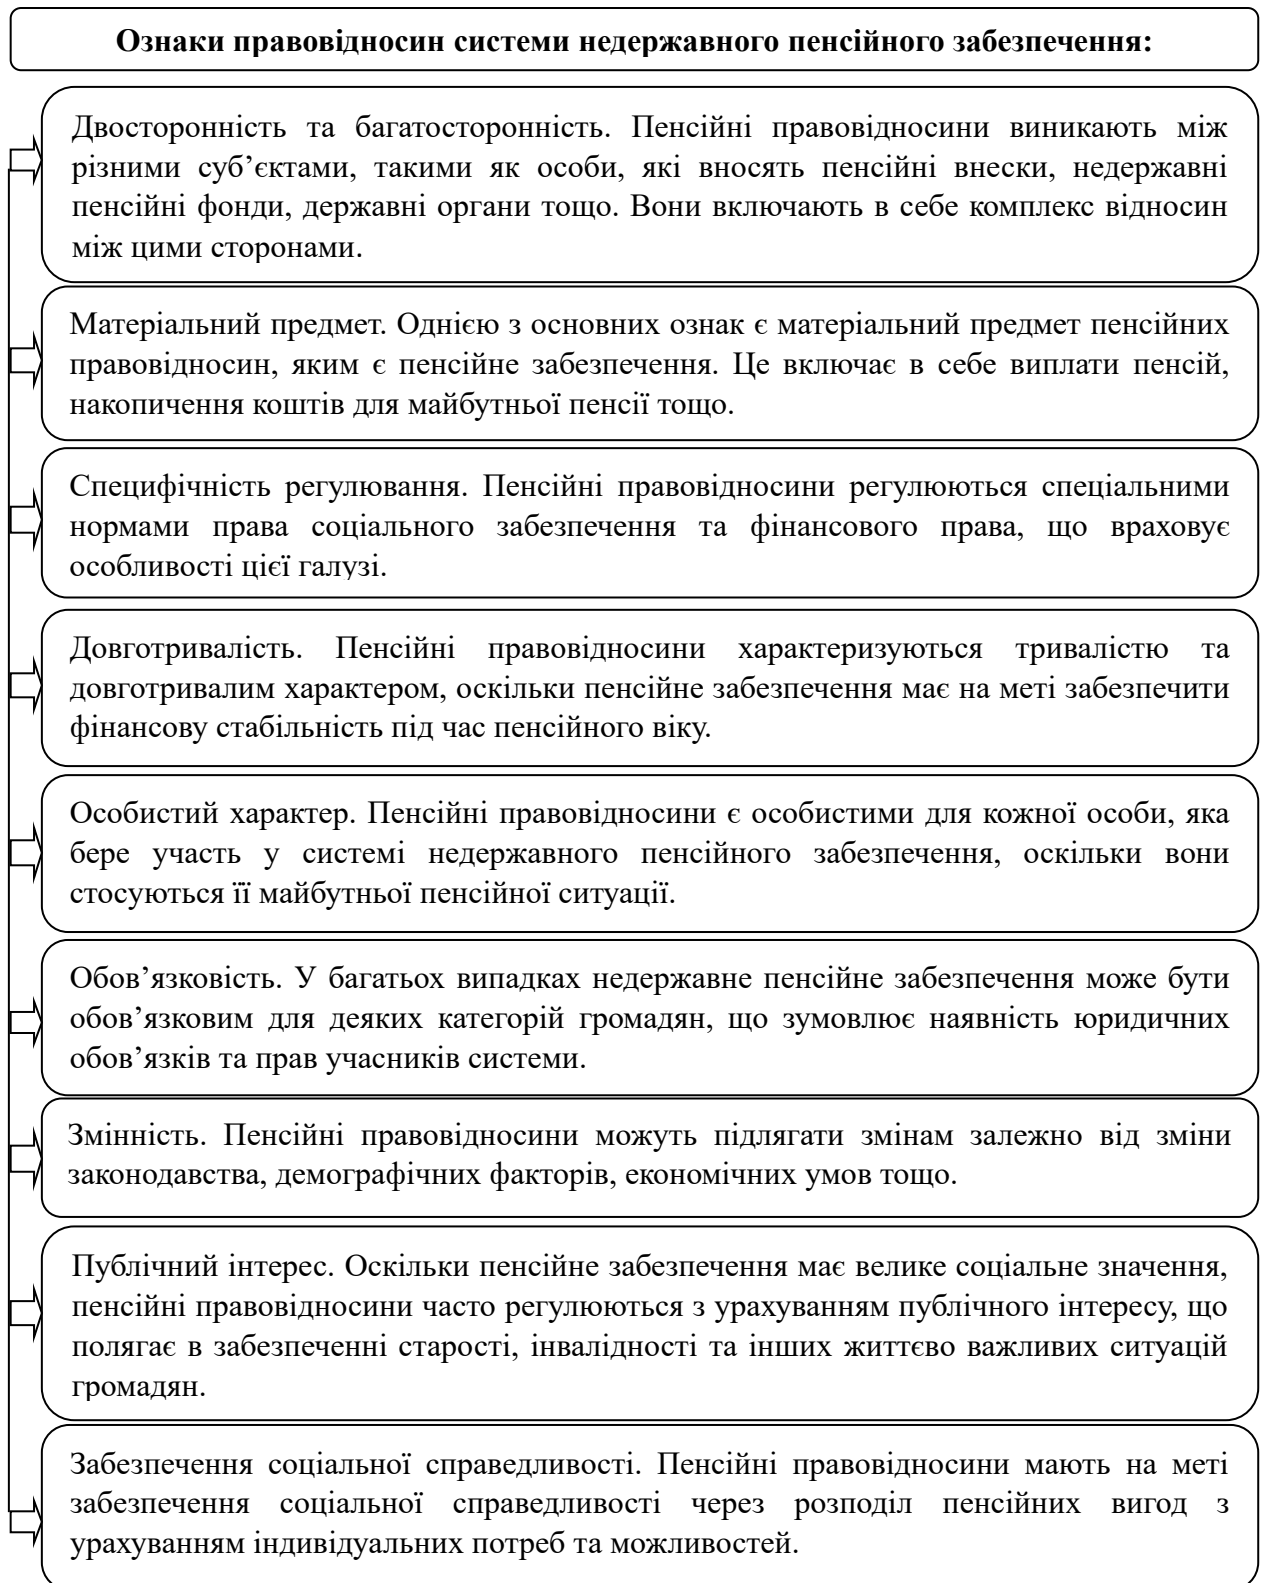 Ознаки правовідносин системи недержавного пенсійного забезпечення:
Двосторонність та багатосторонність. Пенсійні правовідносини виникають між
різними суб’єктами, такими як особи, які вносять пенсійні внески, недержавні
пенсійні фонди, державні органи тощо. Вони включають в себе комплекс відносин
між цими сторонами.
Матеріальний предмет. Однією з основних ознак є матеріальний предмет пенсійних
правовідносин, яким є пенсійне забезпечення. Це включає в себе виплати пенсій,
накопичення коштів для майбутньої пенсії тощо.
Специфічність регулювання. Пенсійні правовідносини регулюються спеціальними
нормами права соціального забезпечення та фінансового права, що враховує
особливості цієї галузі.
Довготривалість. Пенсійні правовідносини характеризуються тривалістю та
довготривалим характером, оскільки пенсійне забезпечення має на меті забезпечити
фінансову стабільність під час пенсійного віку.
Особистий характер. Пенсійні правовідносини є особистими для кожної особи, яка
бере участь у системі недержавного пенсійного забезпечення, оскільки вони
стосуються її майбутньої пенсійної ситуації.
Обов’язковість. У багатьох випадках недержавне пенсійне забезпечення може бути
обов’язковим для деяких категорій громадян, що зумовлює наявність юридичних
обов’язків та прав учасників системи.
Змінність. Пенсійні правовідносини можуть підлягати змінам залежно від зміни
законодавства, демографічних факторів, економічних умов тощо.
Публічний інтерес. Оскільки пенсійне забезпечення має велике соціальне значення,
пенсійні правовідносини часто регулюються з урахуванням публічного інтересу, що
полягає в забезпеченні старості, інвалідності та інших життєво важливих ситуацій
громадян.
Забезпечення соціальної справедливості. Пенсійні правовідносини мають на меті
забезпечення соціальної справедливості через розподіл пенсійних вигод з
урахуванням індивідуальних потреб та можливостей.